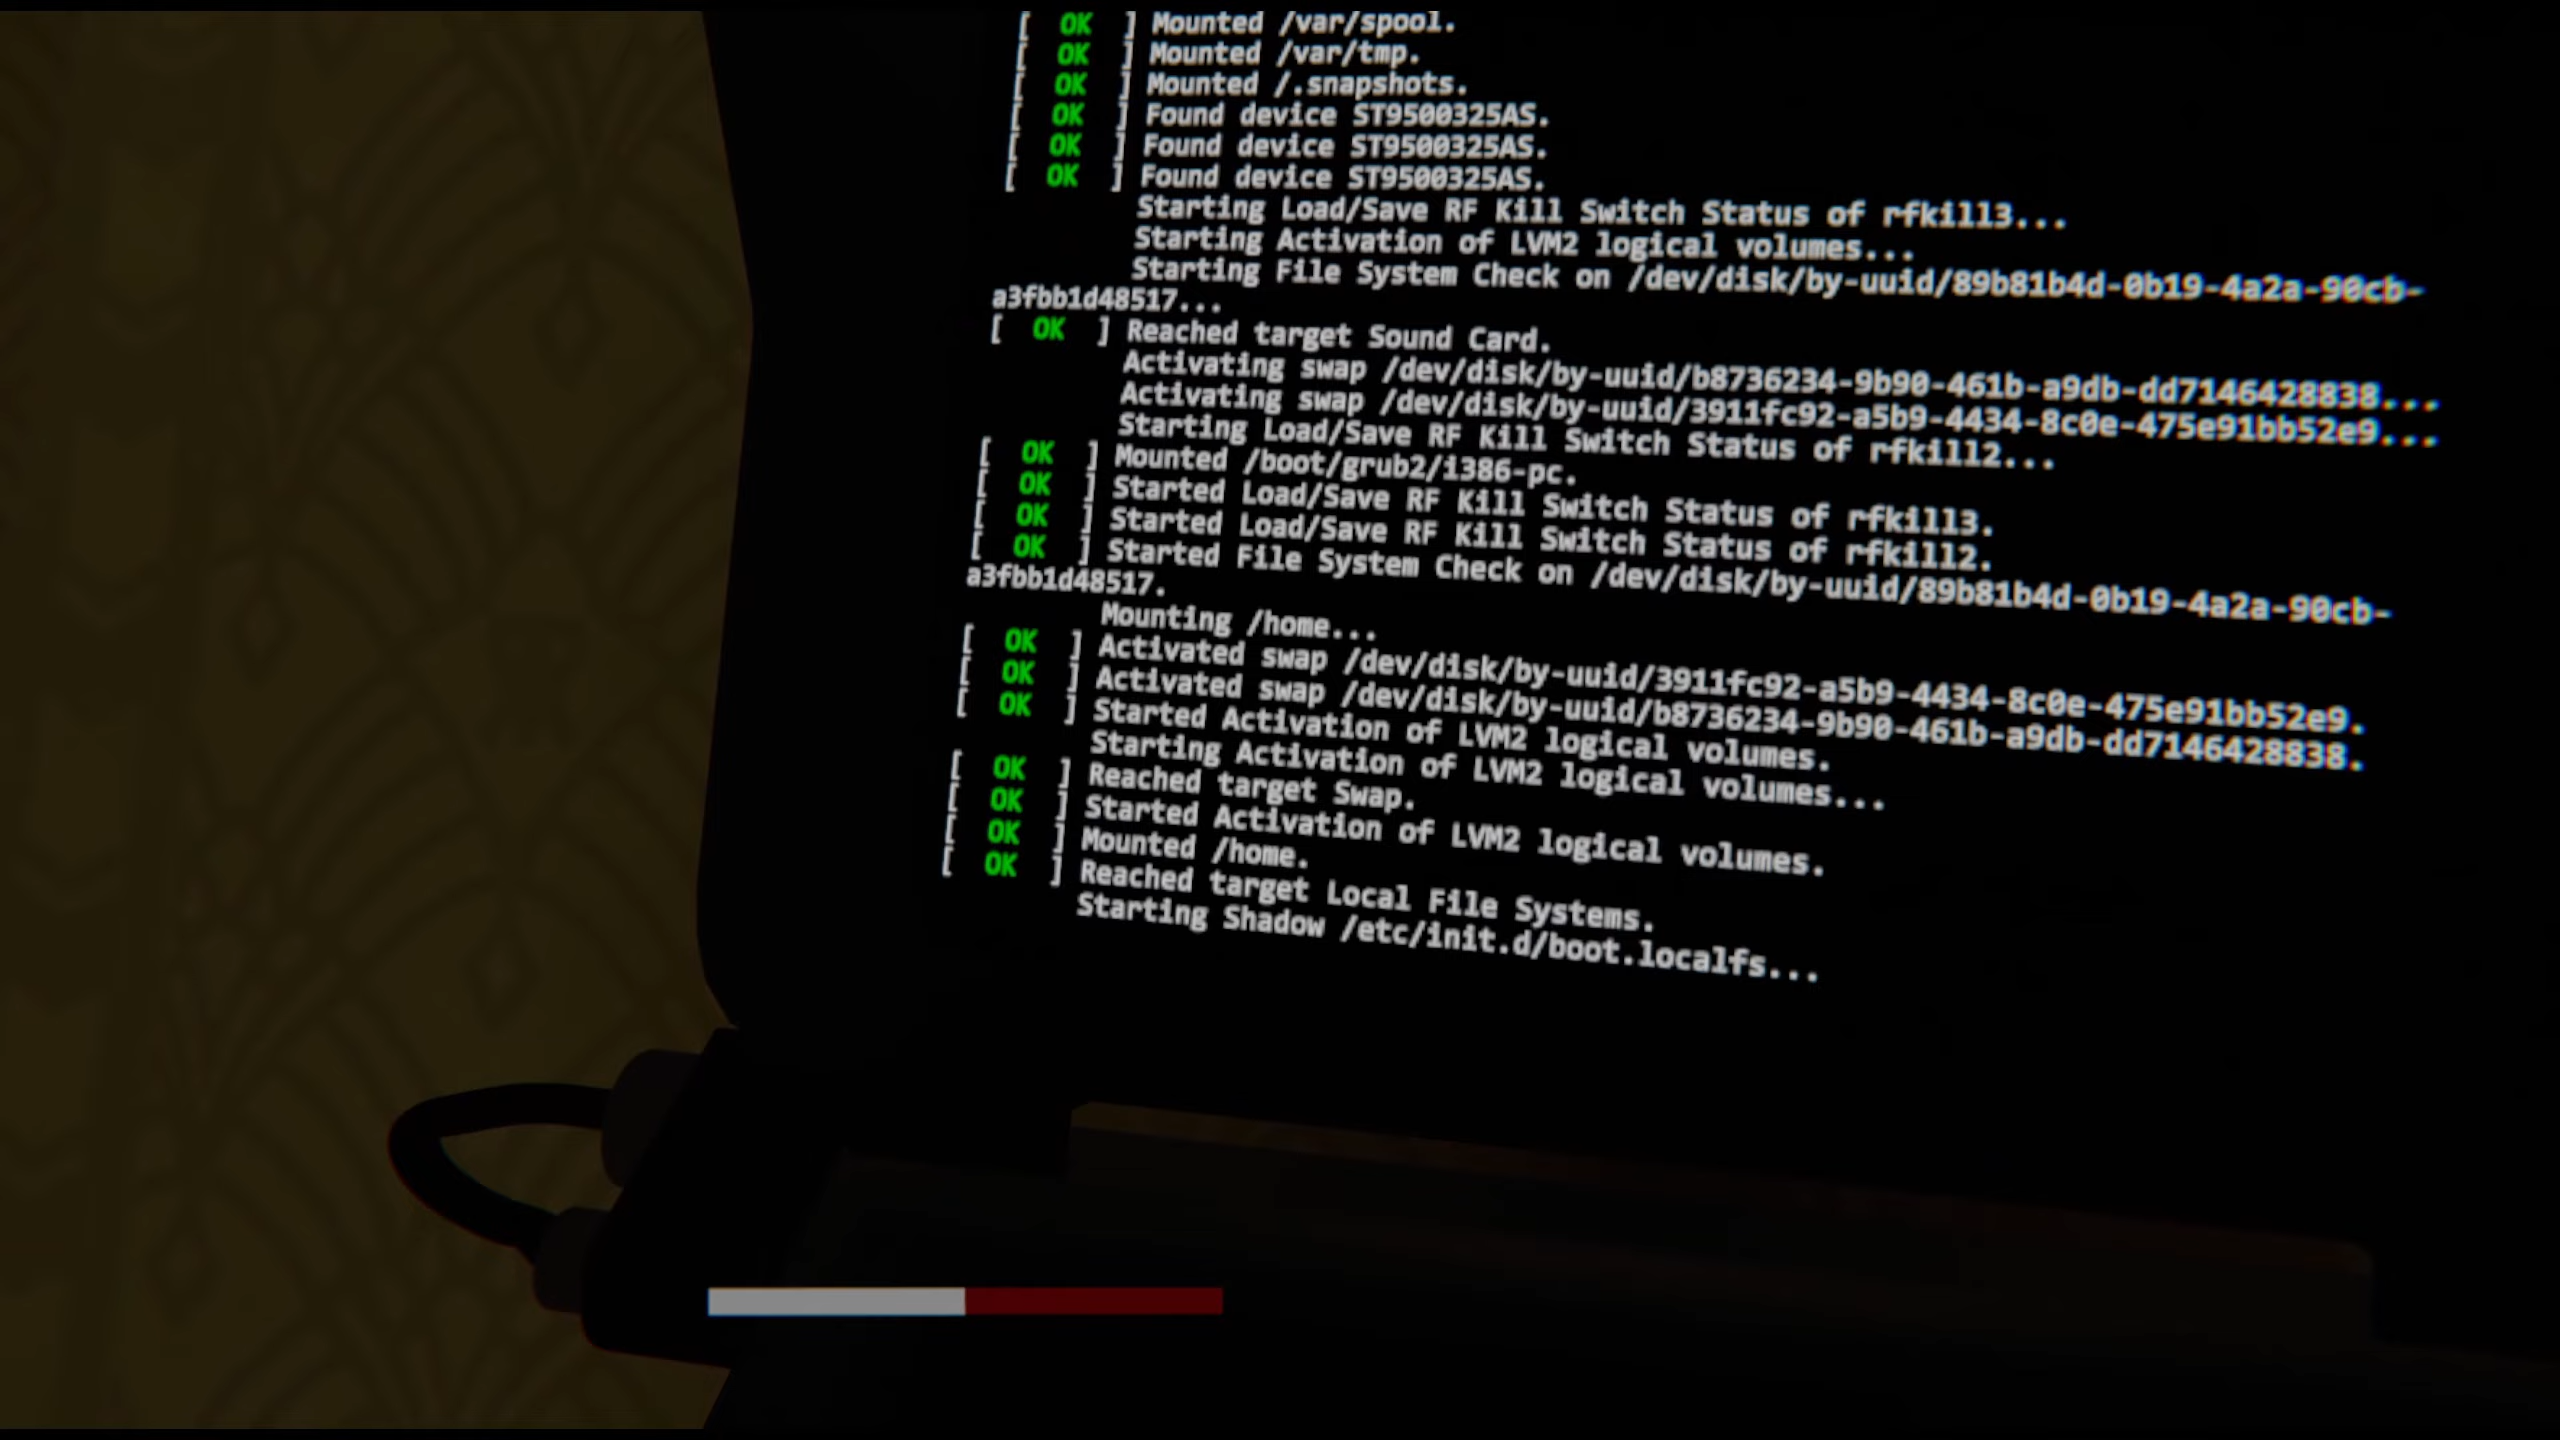 [  OK  ] Mounted /var/spool.
[  OK  ] Mounted /var/tmp.
[  OK  ] Mounted /.snapshots.
[  OK  ] Found device ST9500325AS.
[  OK  ] Found device ST9500325AS.
[  OK  ] Found device ST9500325AS.
Starting Load/Save RF Kill Switch Status of rfkill3...
Starting Activation of LVM2 logical volumes...
Starting File System Check on /dev/disk/by-uuid/89b81b4d-0b19-4a2a-90cb-
a3fbb1d48517...
[  OK  ] Reached target Sound Card.
Activating swap /dev/disk/by-uuid/b8736234-9b90-461b-a9db-dd7146428838...
Activating swap /dev/disk/by-uuid/3911fc92-a5b9-4434-8c0e-475e91bb52e9...
Starting Load/Save RF Kill Switch Status of rfkill2...
[  OK  ] Mounted /boot/grub2/i386-pc.
[  OK  ] Started Load/Save RF Kill Switch Status of rfkill3.
[  OK  ] Started Load/Save RF Kill Switch Status of rfkill2.
[  OK  ] Started File System Check on /dev/disk/by-uuid/89b81b4d-0b19-4a2a-90cb-
a3fbb1d48517.
Mounting /home...
[  OK  ] Activated swap /dev/disk/by-uuid/3911fc92-a5b9-4434-8c0e-475e91bb52e9.
[  OK  ] Activated swap /dev/disk/by-uuid/b8736234-9b90-461b-a9db-dd7146428838.
[  OK  ] Started Activation of LVM2 logical volumes.
Starting Activation of LVM2 logical volumes...
[  OK  ] Reached target Swap.
[  OK  ] Started Activation of LVM2 logical volumes.
[  OK  ] Mounted /home.
[  OK  ] Reached target Local File Systems.
Starting Shadow /etc/init.d/boot.localfs...